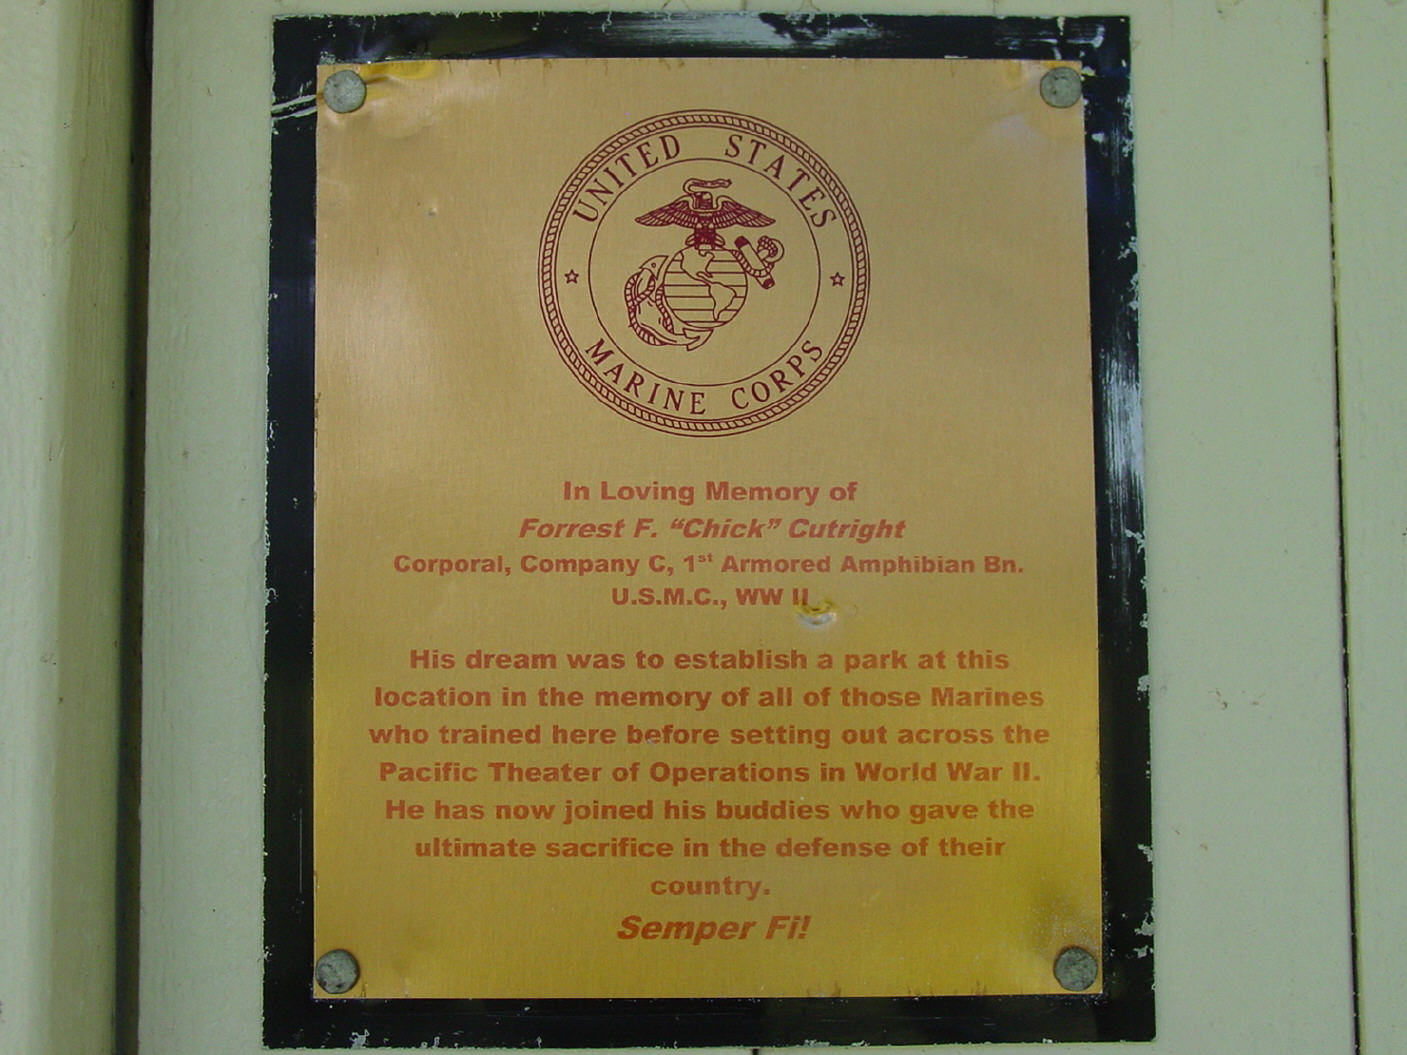 UNITED STATES
MARINE CORPS
In Loving Memory of
Forrest F. “Chick” Cutright
Corporal, Company C, 1st Armored Amphibian Bn.
U.S.M.C., WW II
His dream was to establish a park at this
location in the memory of all of those Marines
who trained here before setting out across the
Pacific Theater of Operations in World War II.
He has now joined his buddies who gave the
ultimate sacrifice in the defense of their
country.
Semper Fi!